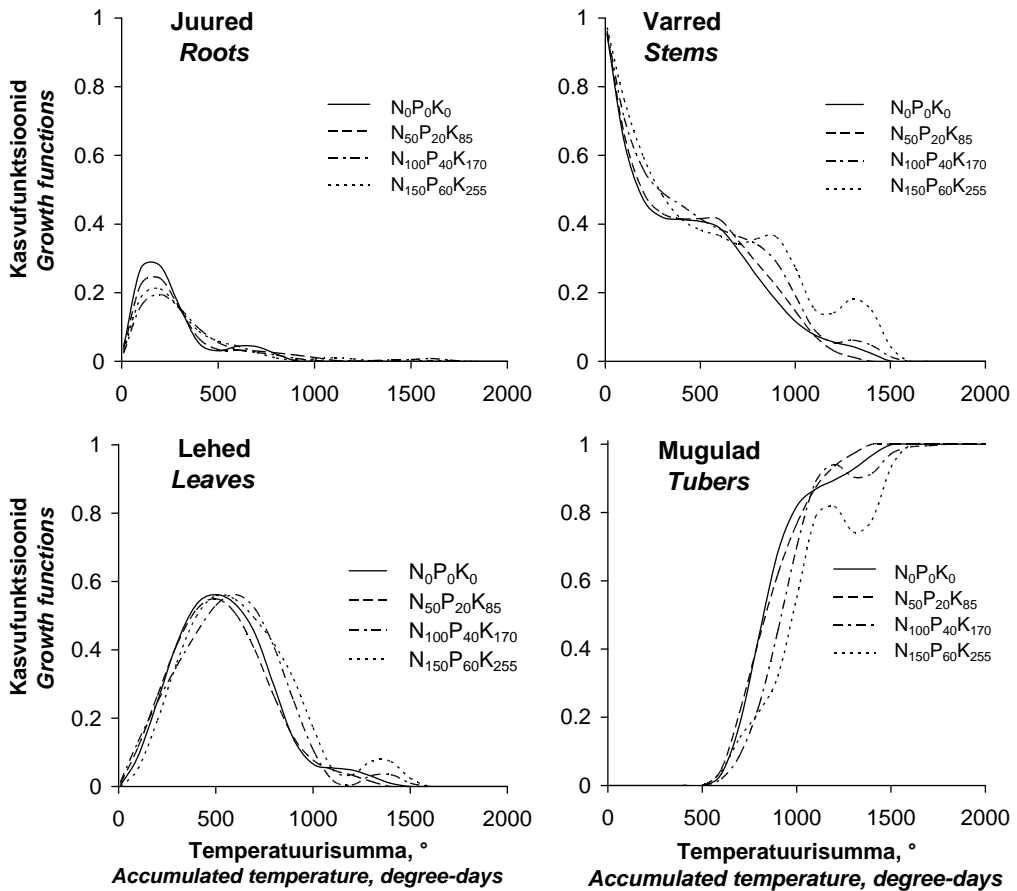 Juured
Roots
Kasvufunktsioonid
Growth functions
1
0.8
0.6
0.4
0.2
0
0 500 1000 1500 2000
N0P0K0
N50P20K85
N100P40K170
N150P60K255
Varred
Stems
1
0.8
0.6
0.4
0.2
0
0 500 1000 1500 2000
N0P0K0
N50P20K85
N100P40K170
N150P60K255
Lehed
Leaves
Kasvufunktsioonid
Growth functions
1
0.8
0.6
0.4
0.2
0
0 500 1000 1500 2000
N0P0K0
N50P20K85
N100P40K170
N150P60K255
Temperatuurisumma, °
Accumulated temperature, degree-days
Mugulad
Tubers
1
0.8
0.6
0.4
0.2
0
0 500 1000 1500 2000
N0P0K0
N50P20K85
N100P40K170
N150P60K255
Temperatuurisumma, °
Accumulated temperature, degree-days